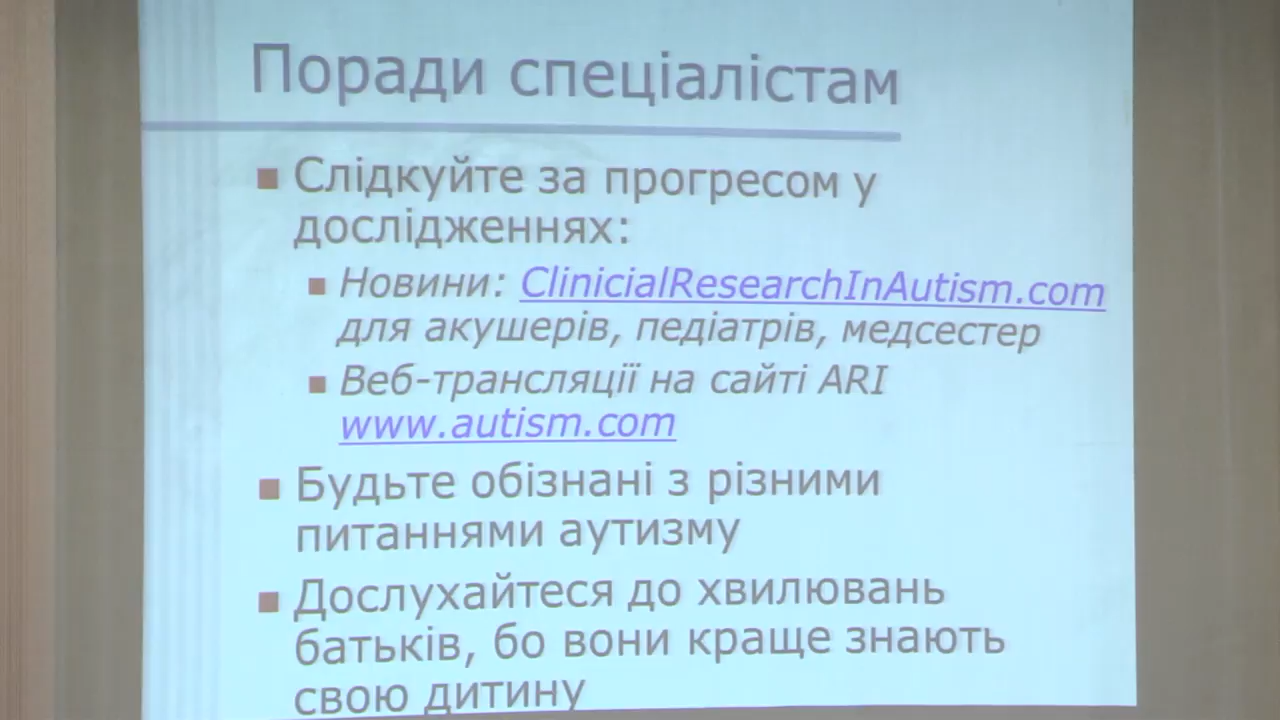 Поради спеціалістам
Слідкуйте за прогресом у
дослідженнях:
Новини: ClinicialResearchInAutism.com
для акушерів, педіатрів, медсестер
Веб-трансляції на сайті ARI
www.autism.com
Будьте обізнані з різними
питаннями аутизму
Дослухайтеся до хвилювань
батьків, бо вони краще знають
свою дитину